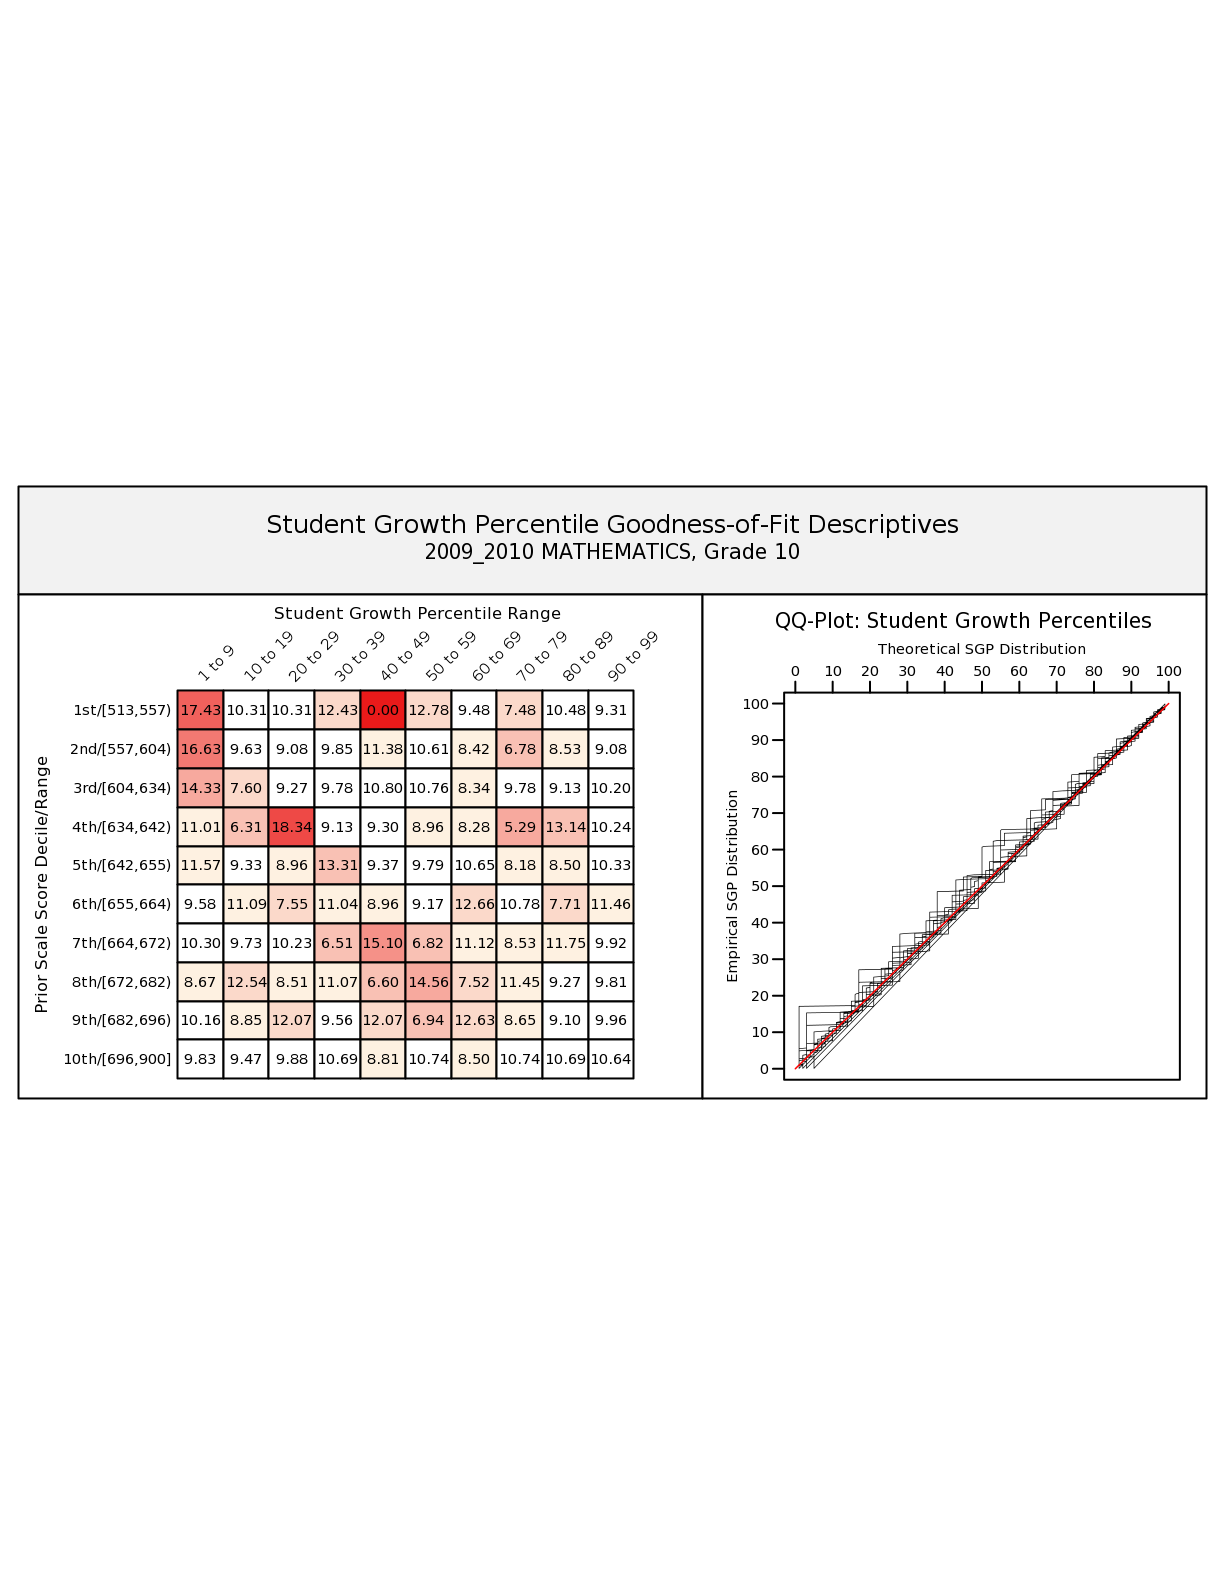 Student Growth Percentile Goodness-of-Fit Descriptives
2009_2010 MATHEMATICS, Grade 10
Student Growth Percentile Range
1 to 9 10 to 19 20 to 29 30 to 39 40 to 49 50 to 59 60 to 69 70 to 79 80 to 89 90 to 99
Prior Scale Score Decile/Range
1st/[513,557) 17.43 10.31 10.31 12.43 0.00 12.78 9.48 7.48 10.48 9.31
2nd/[557,604) 16.63 9.63 9.08 9.85 11.38 10.61 8.42 6.78 8.53 9.08
3rd/[604,634) 14.33 7.60 9.27 9.78 10.80 10.76 8.34 9.78 9.13 10.20
4th/[634,642) 11.01 6.31 18.34 9.13 9.30 8.96 8.28 5.29 13.14 10.24
5th/[642,655) 11.57 9.33 8.96 13.31 9.37 9.79 10.65 8.18 8.50 10.33
6th/[655,664) 9.58 11.09 7.55 11.04 8.96 9.17 12.66 10.78 7.71 11.46
7th/[664,672) 10.30 9.73 10.23 6.51 15.10 6.82 11.12 8.53 11.75 9.92
8th/[672,682) 8.67 12.54 8.51 11.07 6.60 14.56 7.52 11.45 9.27 9.81
9th/[682,696) 10.16 8.85 12.07 9.56 12.07 6.94 12.63 8.65 9.10 9.96
10th/[696,900] 9.83 9.47 9.88 10.69 8.81 10.74 8.50 10.74 10.69 10.64
QQ-Plot: Student Growth Percentiles
Theoretical SGP Distribution
0 10 20 30 40 50 60 70 80 90 100
Empirical SGP Distribution
100
90
80
70
60
50
40
30
20
10
0